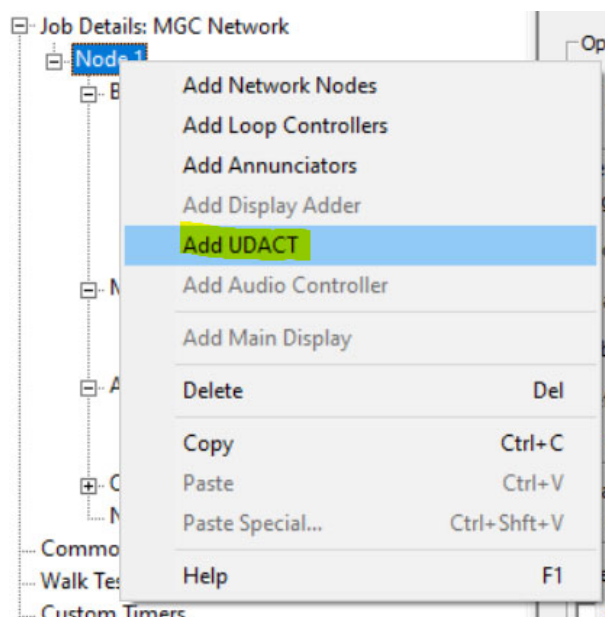 Job Details: MGC Network
Node 1
Add Network Nodes
Add Loop Controllers
Add Annunciators
Add Display Adder
Add UDACT
Add Audio Controller
Add Main Display
Delete Del
Copy Ctrl+C
Paste Ctrl+V
Paste Special... Ctrl+Shft+V
Help F1
Commo
Walk Tes
Custom Timers
Op